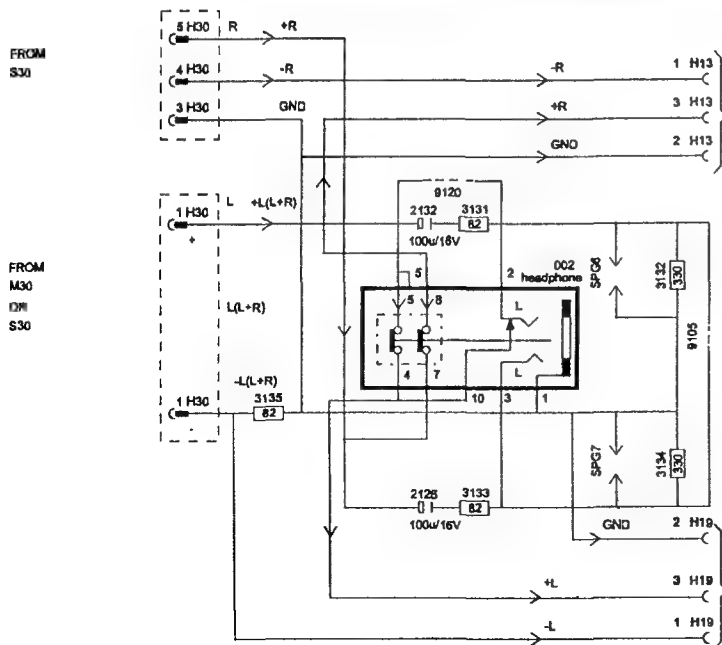 5 H30 R +R
FROM
S30
4 H30 -R -R 1 H13
3 H30 GND +R 3 H13
GND 2 H13
9120
1 H30 L +L(L+R) 2132 3131
+ 82
100u/16V
002
5 2 headphone
FROM
M30
S30
SPG6 3132 330
5 8 L
L(L+R) 9105
4 7 L
-L(L+R)
3135 10 3 1
1 H30 82
-
SPG7 3134 330
2126 3133
82
100u/16V
GND 2 H19
+L 3 H19
-L 1 H19